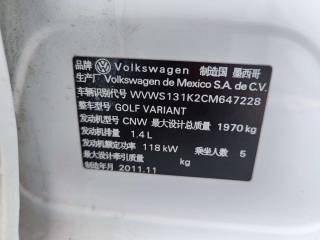 品牌 Volkswagen 制造国 墨西哥
生产厂 Volkswagen de Mexico S.A. de C.V.
车辆识别代号 WVWS131K2CM647228
整车型号 GOLF VARIANT
发动机型号 CNW 最大设计总质量 1970 kg
发动机排量 1.4 L
发动机额定功率 118 kW 乘坐人数 5
最大设计牵引质量 kg
制造年月 2011.11